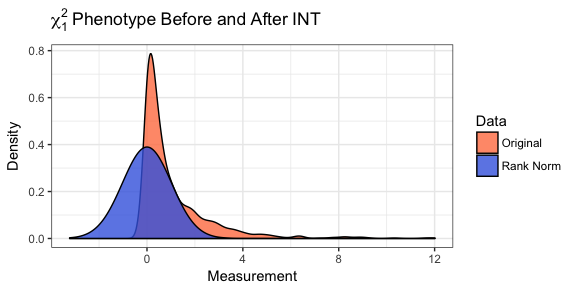 χ₁² Phenotype Before and After INT
0.8
0.6
0.4
0.2
0.0
Density
0 4 8 12
Measurement
Data
Original
Rank Norm